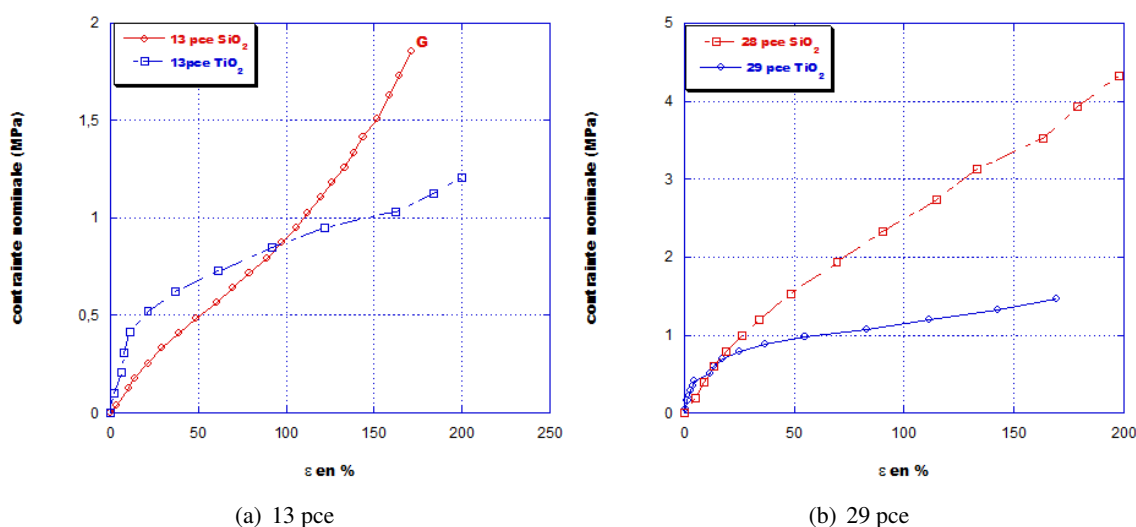 13 pce SiO₂
13pce TiO₂
G
contrainte nominale (MPa)
2
1,5
1
0,5
0
0
50
100
150
200
250
ε en %
(a) 13 pce
28 pce SiO₂
29 pce TiO₂
contrainte nominale (MPa)
5
4
3
2
1
0
0
50
100
150
200
ε en %
(b) 29 pce